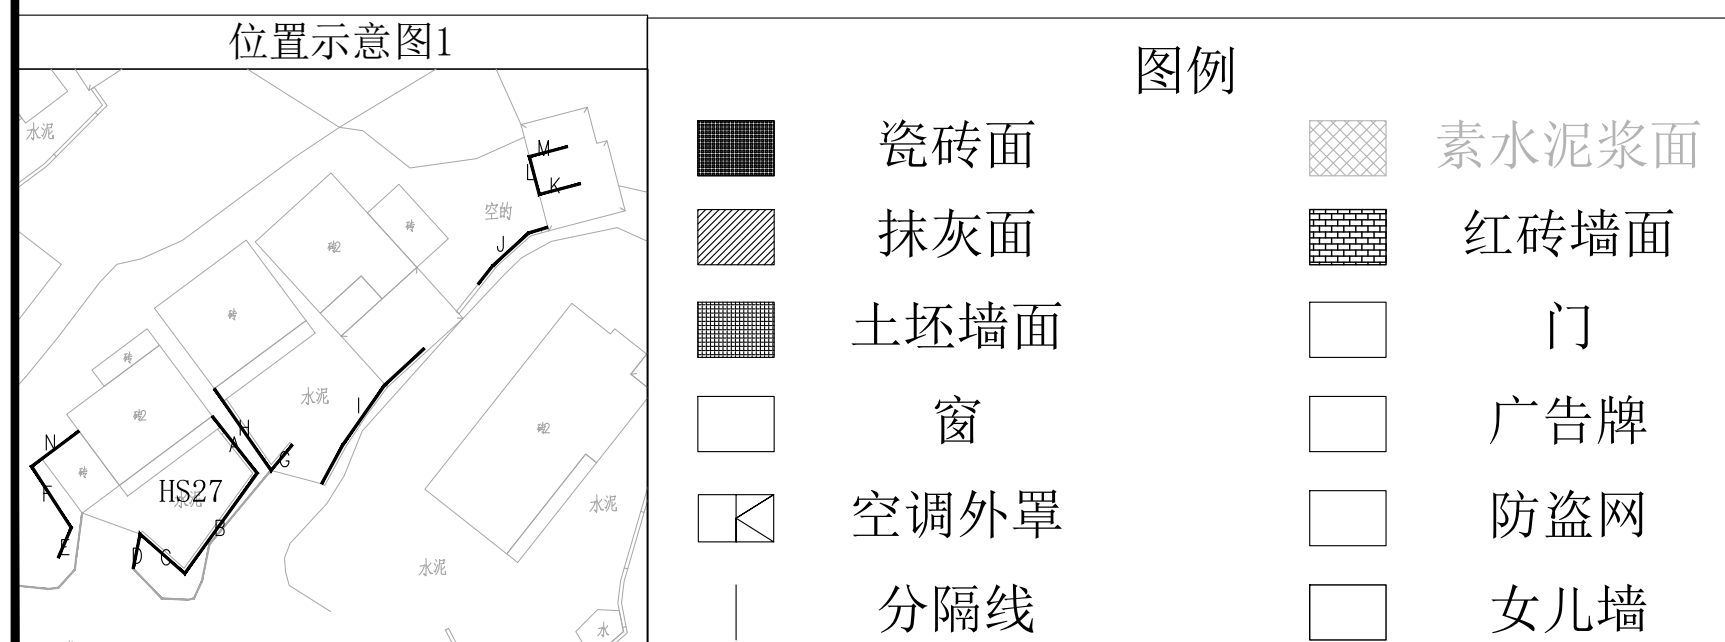 位置示意图1
图例
瓷砖面 素水泥浆面
抹灰面 红砖墙面
土坯墙面 门
窗 广告牌
空调外罩 防盗网
分隔线 女儿墙
水泥
M
L
K
空的
J
砖
砖2
砖
砖
水泥
I
砖2
砖2
H
N
A
G
砖
F
HS27
水泥
水泥
B
E
D
C
水泥
水